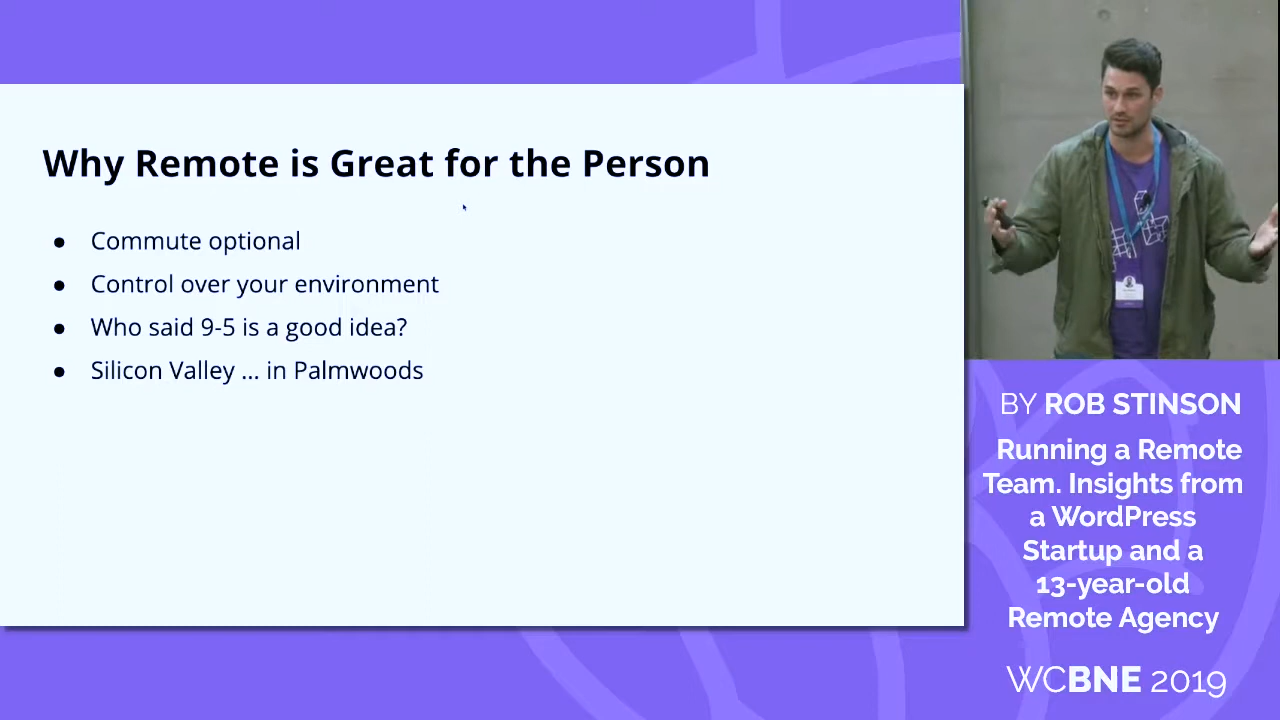 Why Remote is Great for the Person
● Commute optional
● Control over your environment
● Who said 9-5 is a good idea?
● Silicon Valley ... in Palmwoods
BY ROB STINSON
Running a Remote
Team. Insights from
a WordPress
Startup and a
13-year-old
Remote Agency
WCBNE 2019